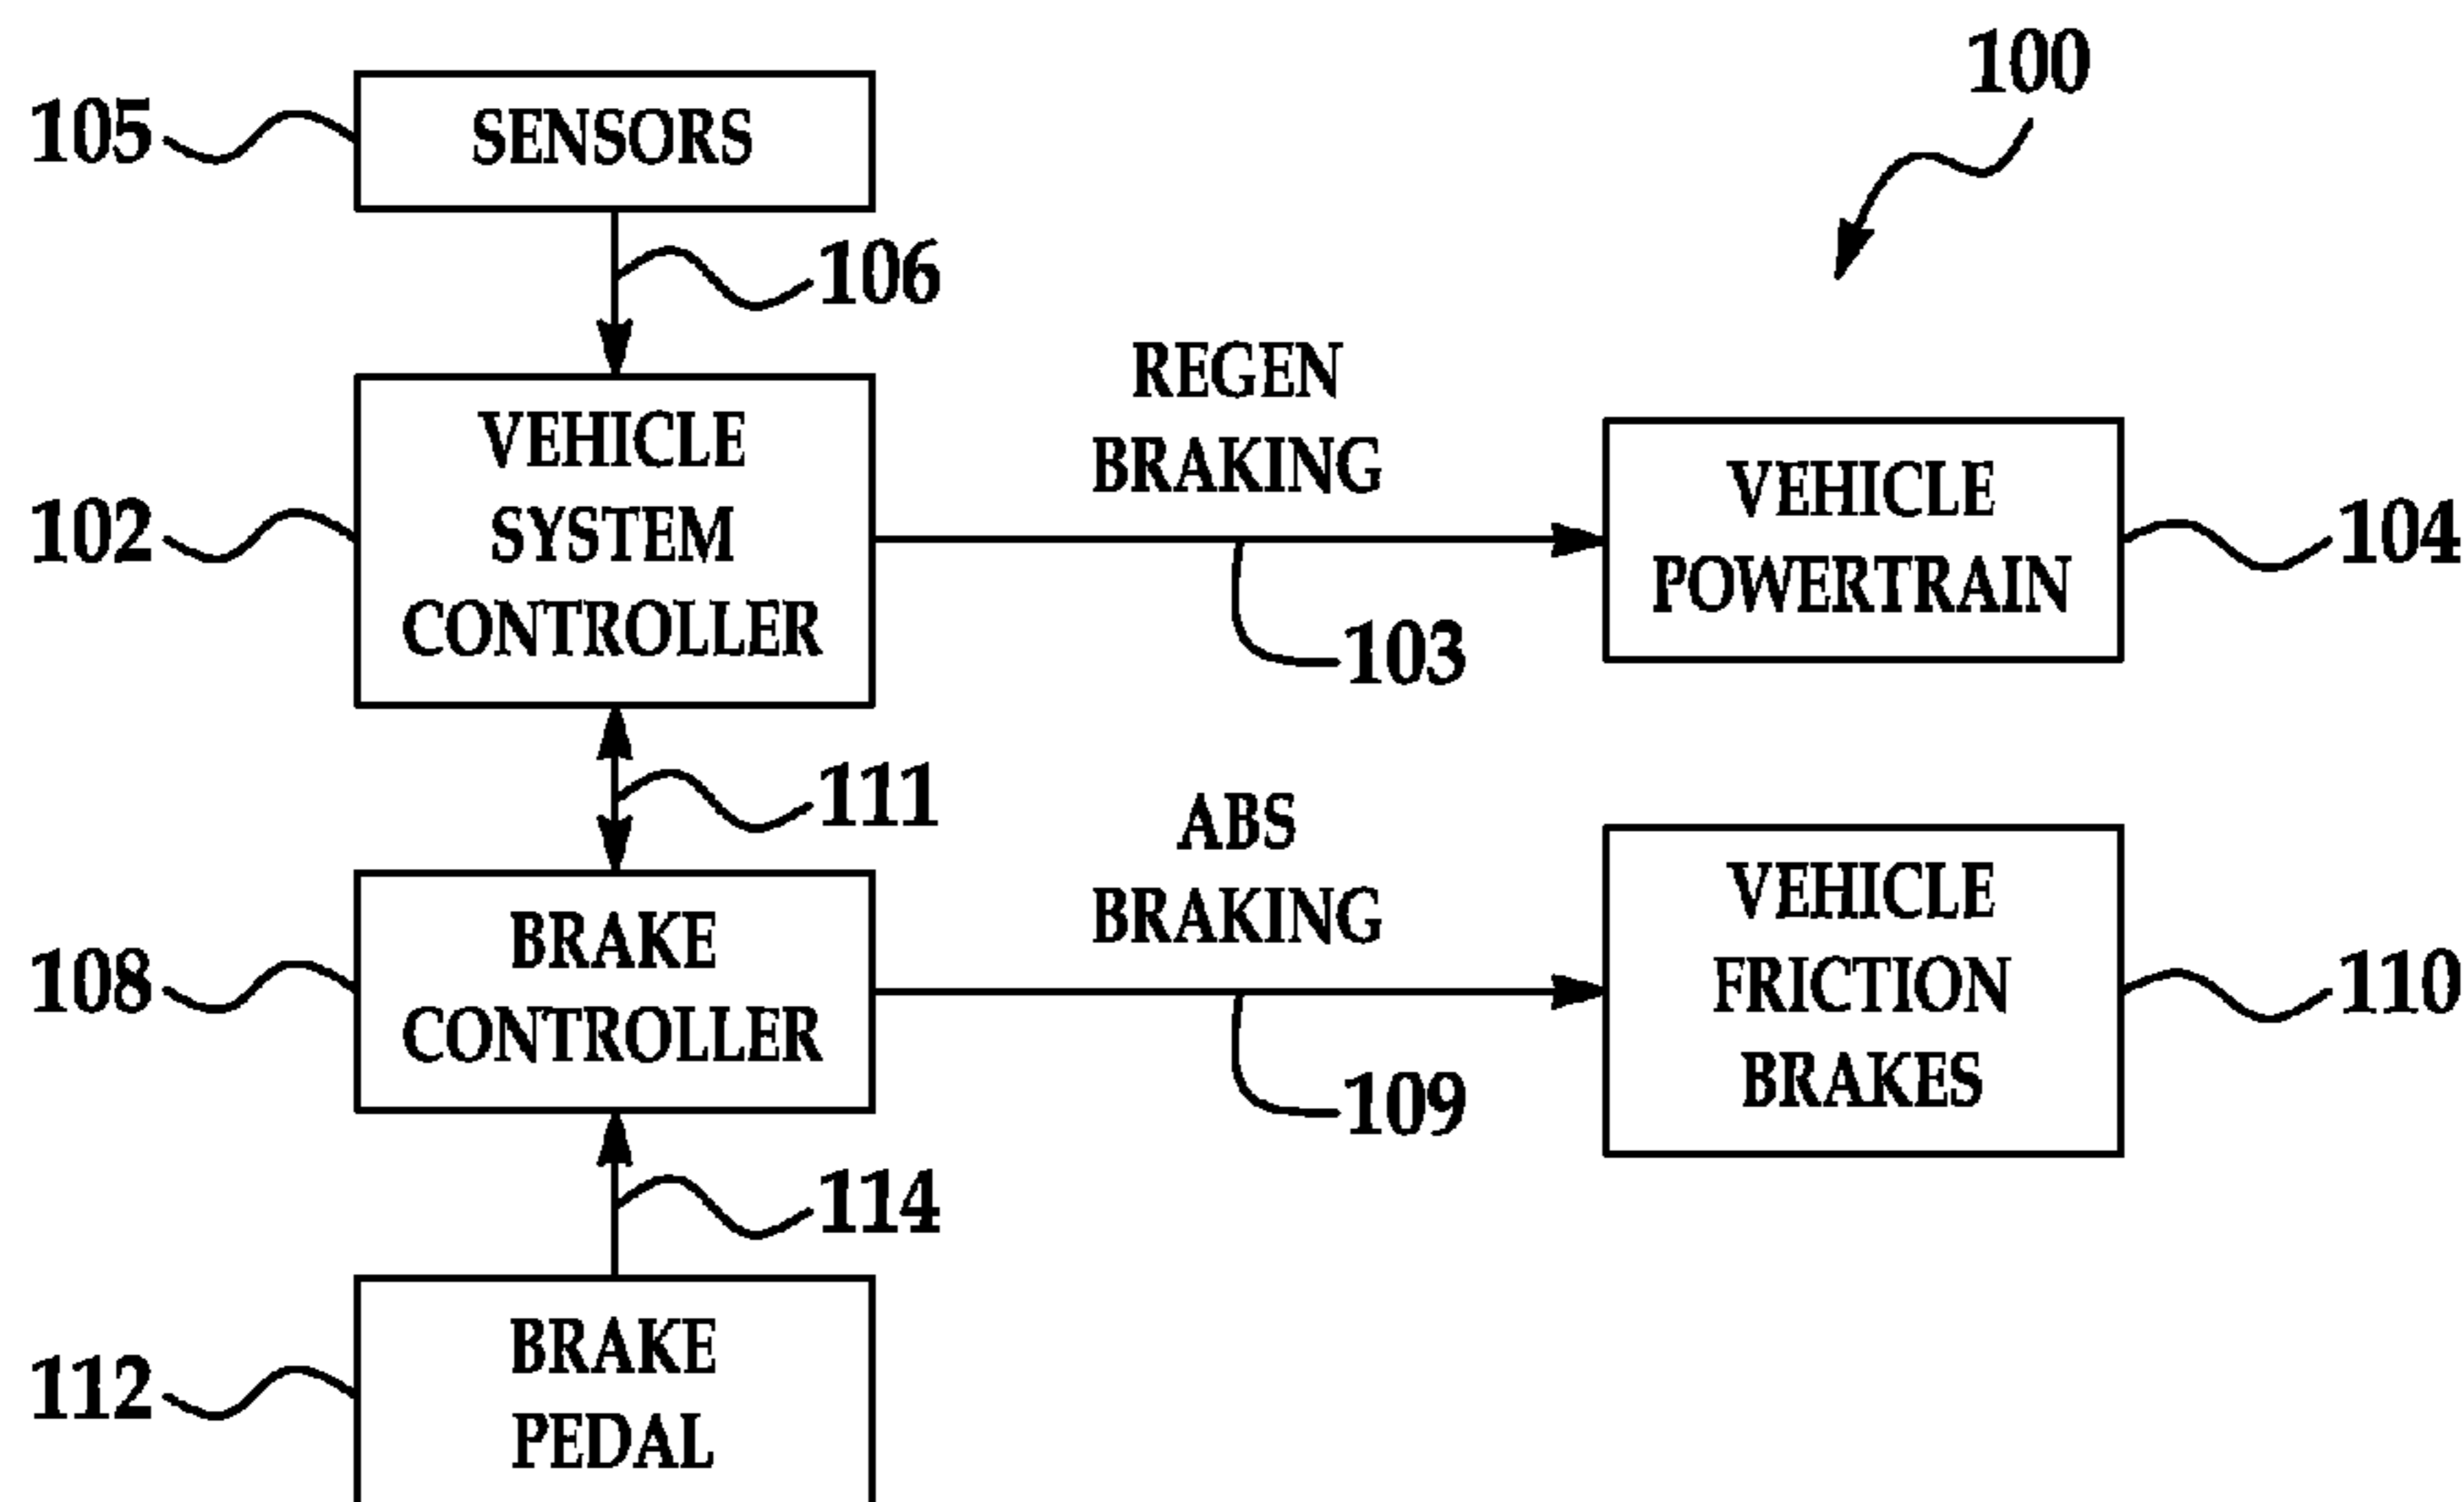 100
105
SENSORS
106
REGEN
BRAKING
102
VEHICLE
SYSTEM
CONTROLLER
103
VEHICLE
POWERTRAIN
104
111
ABS
BRAKING
108
BRAKE
CONTROLLER
109
VEHICLE
FRICTION
BRAKES
110
114
112
BRAKE
PEDAL